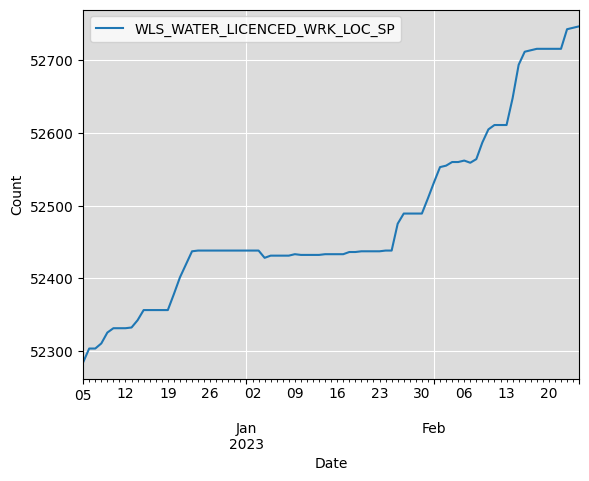 WLS_WATER_LICENCED_WRK_LOC_SP
52700
52600
52500
52400
52300
Count
05 12 19 26 02 09 16 23 30 06 13 20
Jan Feb
2023
Date